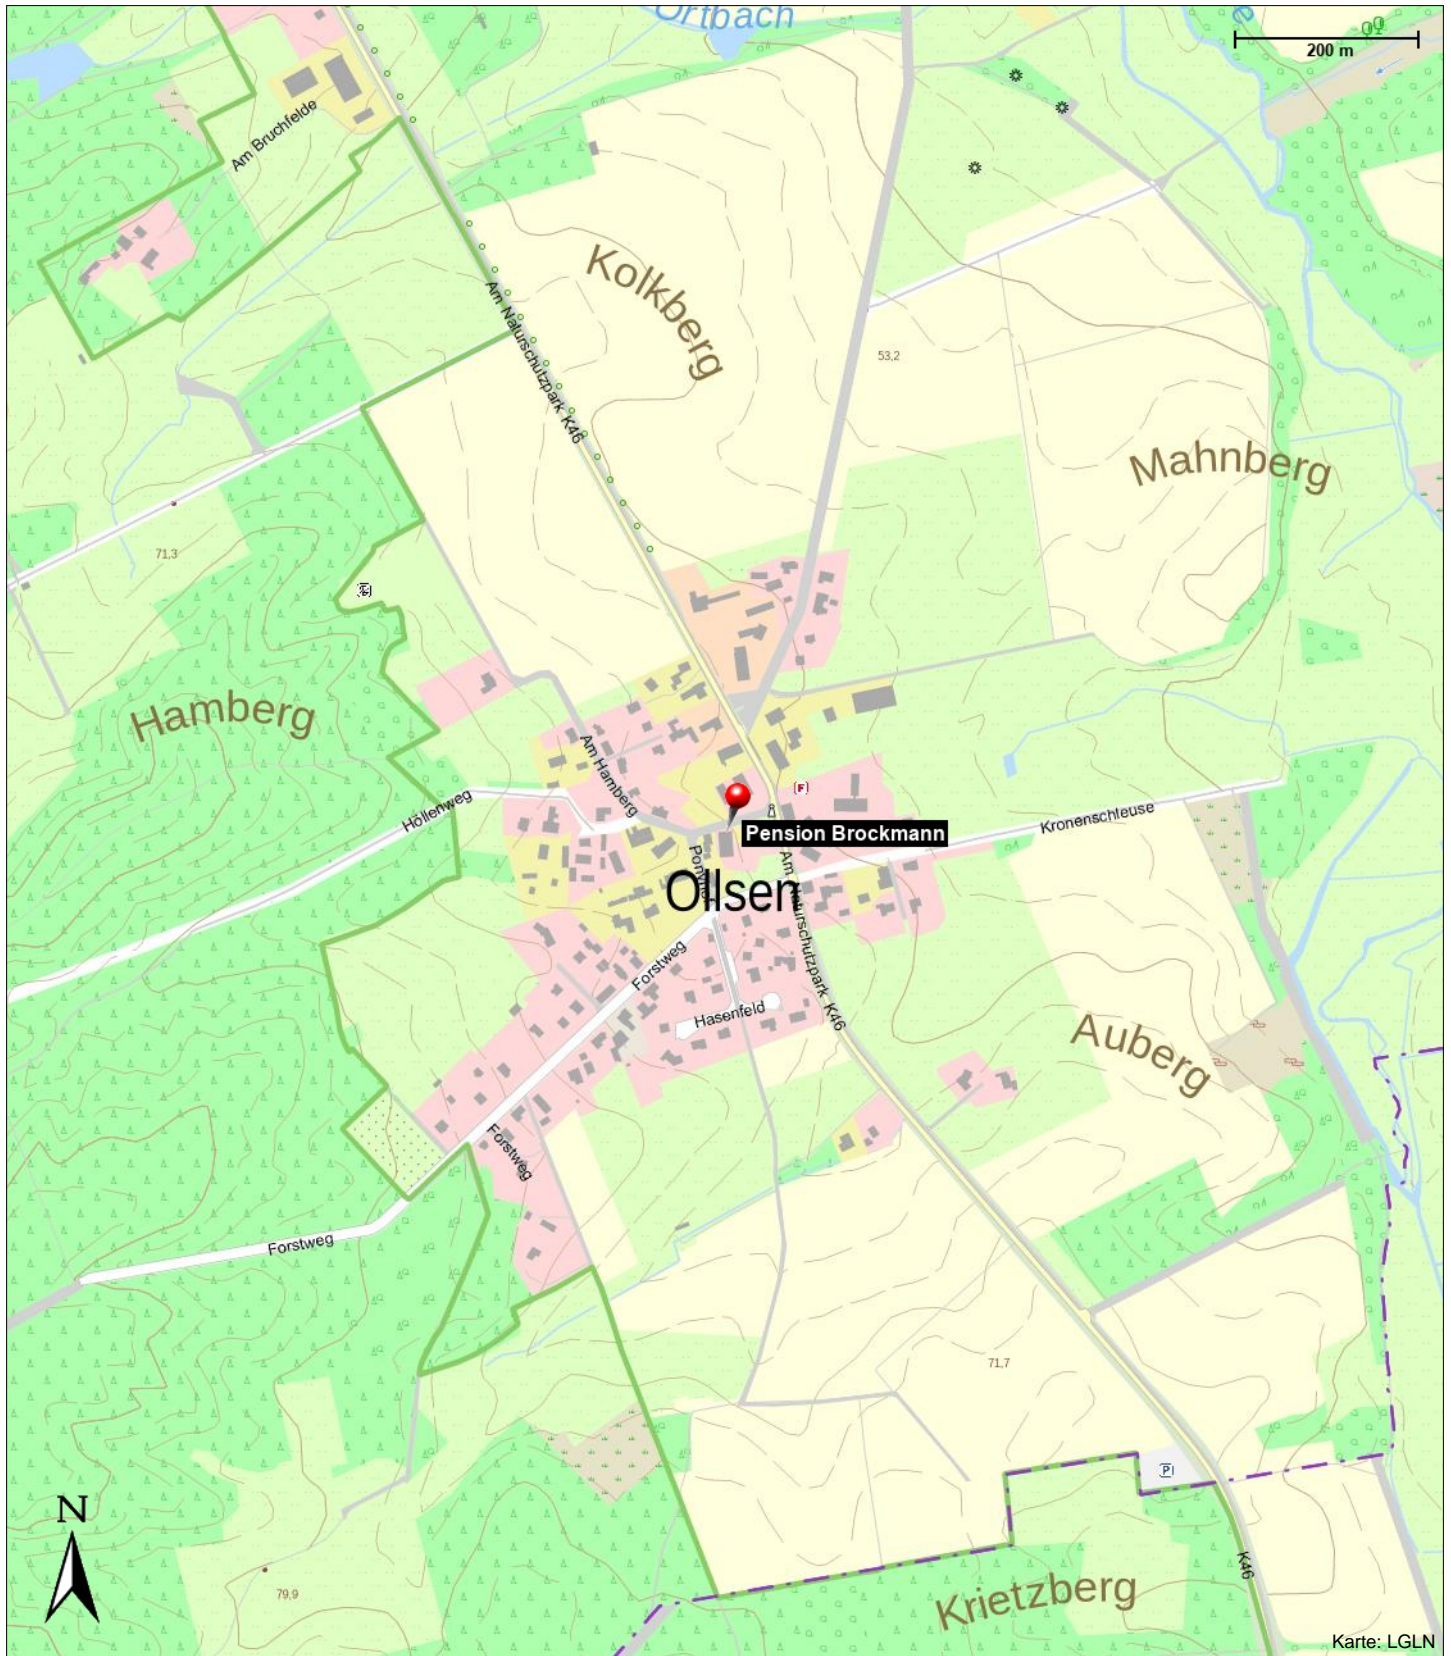 Ortbach
e
200 m
Am Bruchfelde
Kolkberg
Am Naturschutzpark K46
53,2
Mahnberg
71,3
Hamberg
Am Hamberg
Höllenweg
F
Kronenschleuse
Pension Brockmann
Ollsen
Am Naturschutzpark K46
Forstweg
Hasenfeld
Auberg
Forstweg
Forstweg
71,7
P
N
K46
79,9
Krietzberg
Karte: LGLN